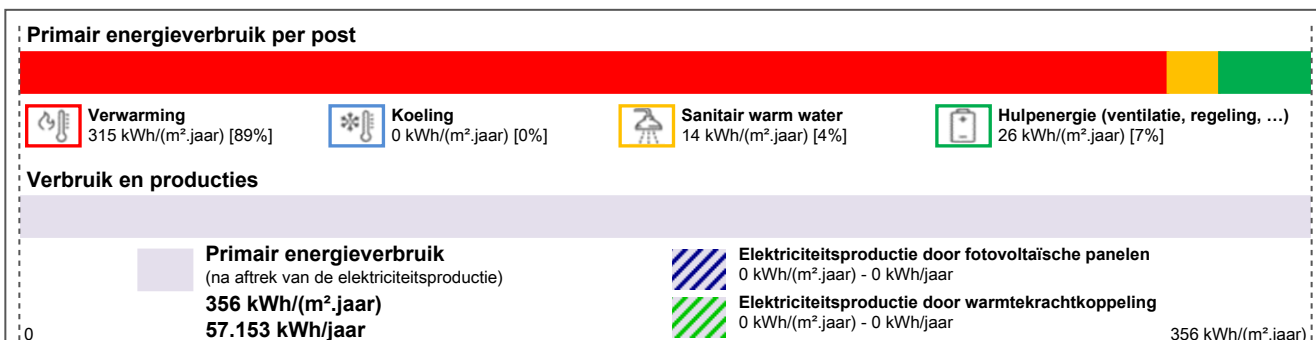 Primair energieverbruik per post
Verwarming
315 kWh/(m².jaar) [89%]
Koeling
0 kWh/(m².jaar) [0%]
Sanitair warm water
14 kWh/(m².jaar) [4%]
Hulpenergie (ventilatie, regeling, …)
26 kWh/(m².jaar) [7%]
Verbruik en producties
Primair energieverbruik
(na aftrek van de elektriciteitsproductie)
356 kWh/(m².jaar)
57.153 kWh/jaar
Elektriciteitsproductie door fotovoltaïsche panelen
0 kWh/(m².jaar) - 0 kWh/jaar
Elektriciteitsproductie door warmtekrachtkoppeling
0 kWh/(m².jaar) - 0 kWh/jaar
0
356 kWh/(m².jaar)